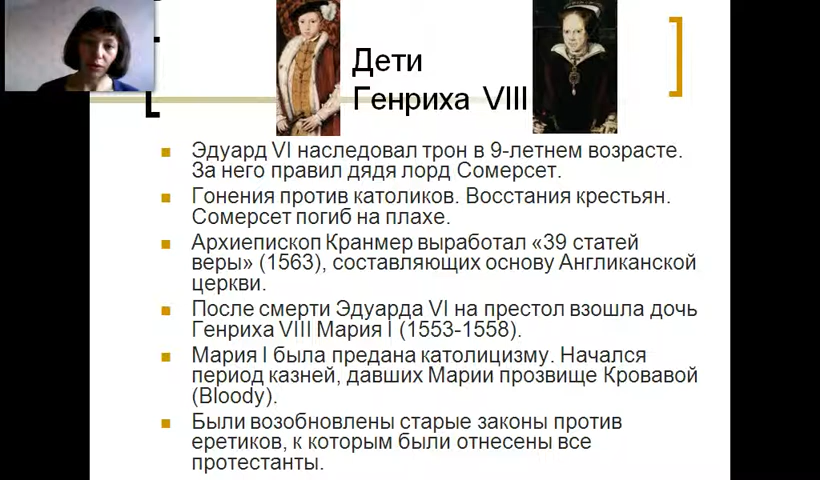 Дети
Генриха VIII
Эдуард VI наследовал трон в 9-летнем возрасте.
За него правил дядя лорд Сомерсет.
Гонения против католиков. Восстания крестьян.
Сомерсет погиб на плахе.
Архиепископ Кранмер выработал «39 статей
веры» (1563), составляющих основу Англиканской
церкви.
После смерти Эдуарда VI на престол взошла дочь
Генриха VIII Мария I (1553-1558).
Мария I была предана католицизму. Начался
период казней, давших Марии прозвище Кровавой
(Bloody).
Были возобновлены старые законы против
еретиков, к которым были отнесены все
протестанты.